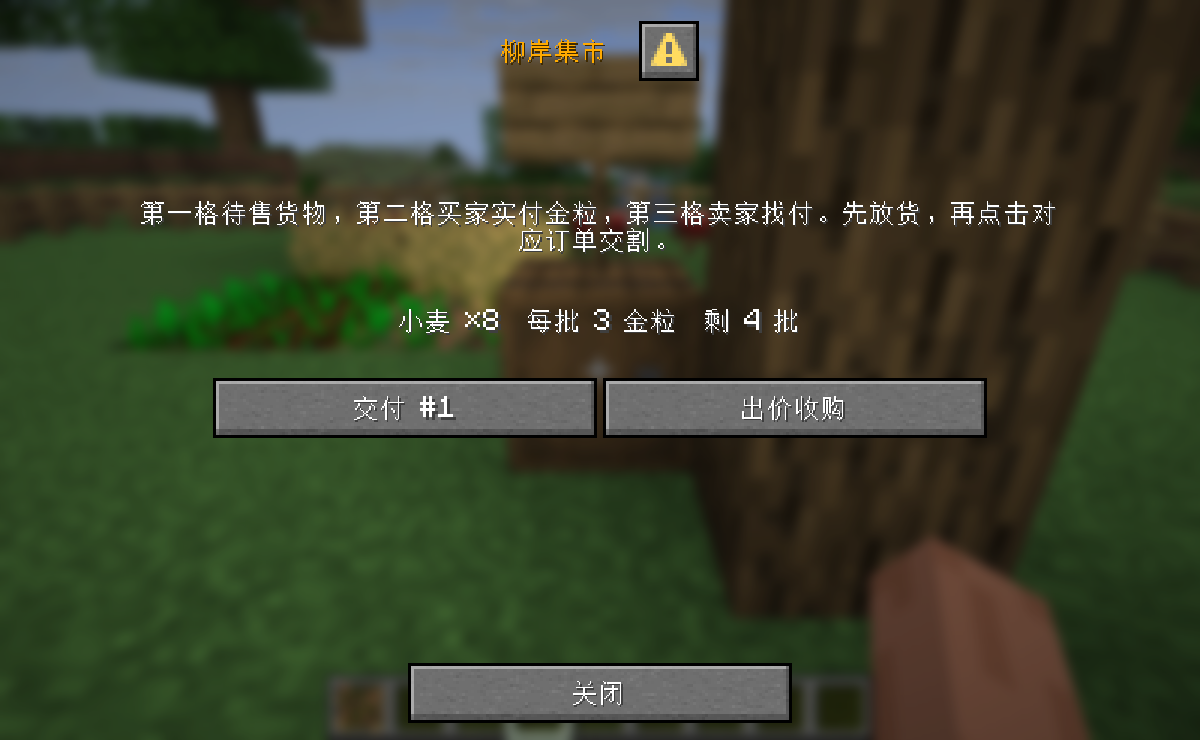 柳岸集市
第一格待售货物，第二格买家实付金粒，第三格卖家找付。先放货，再点击对
应订单交割。
小麦 ×8 每批 3 金粒 剩 4 批
交付 #1
出价收购
关闭